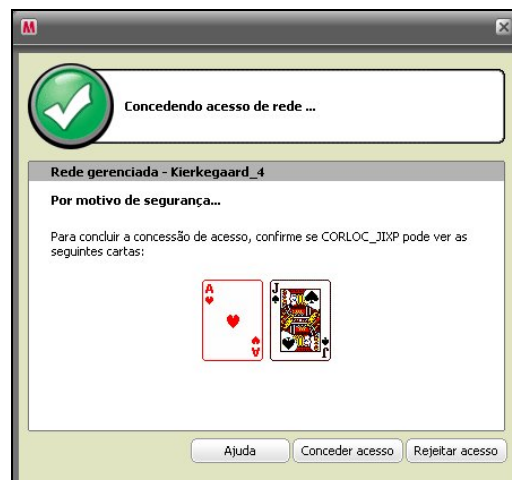 M
Concedendo acesso de rede ...
Rede gerenciada - Kierkegaard_4
Por motivo de segurança...
Para concluir a concessão de acesso, confirme se CORLOC_JIXP pode ver as
seguintes cartas:
A J
A J
Ajuda Conceder acesso Rejeitar acesso